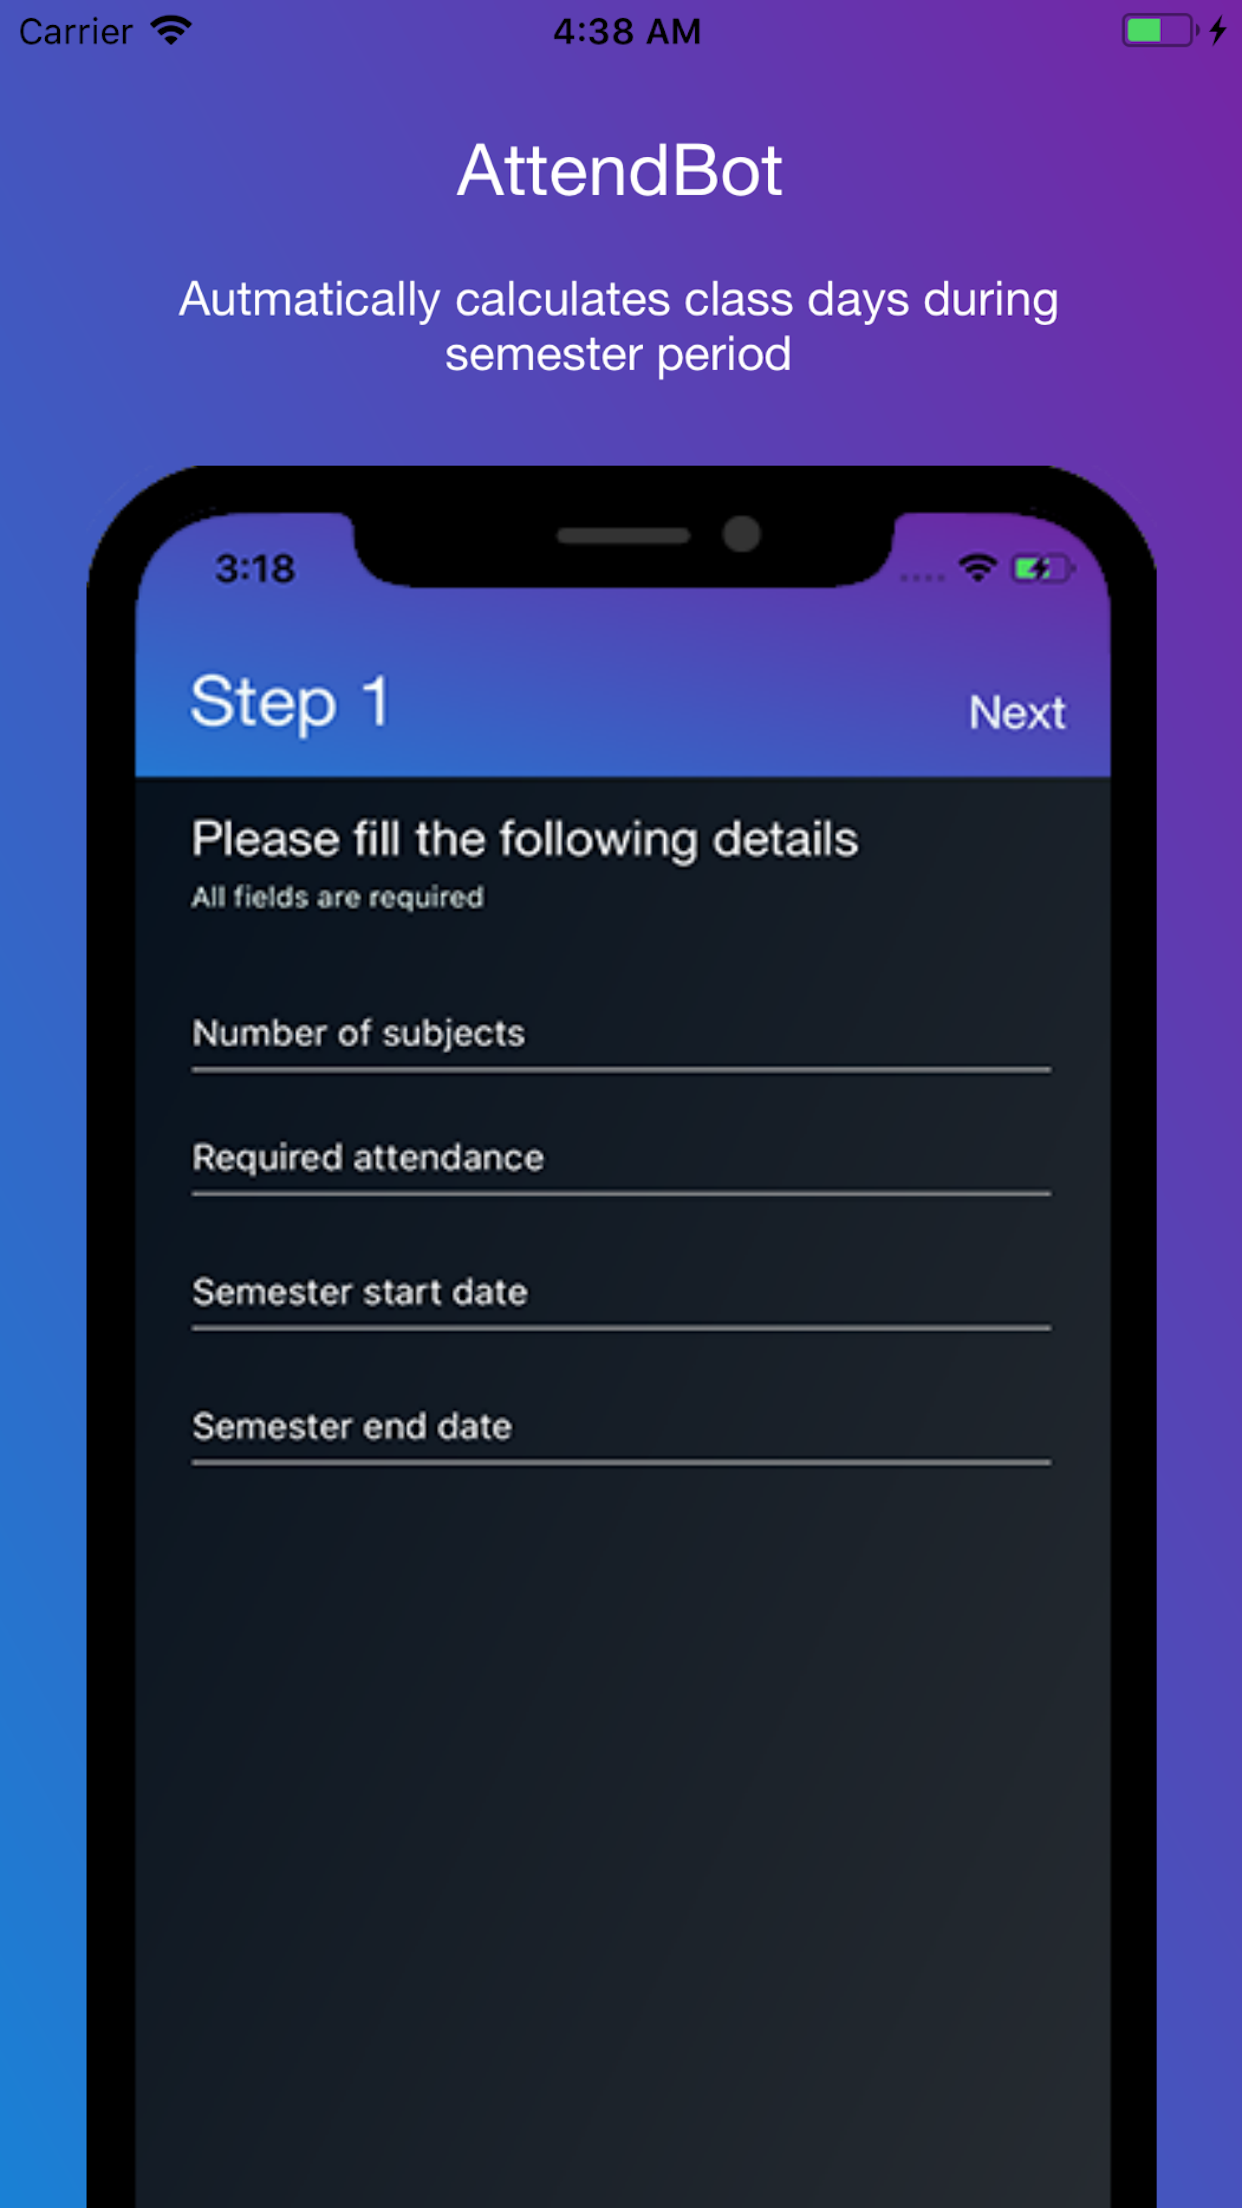 Carrier 4:38 AM
AttendBot
Autmatically calculates class days during
semester period
3:18
Step 1 Next
Please fill the following details
All fields are required
Number of subjects
Required attendance
Semester start date
Semester end date